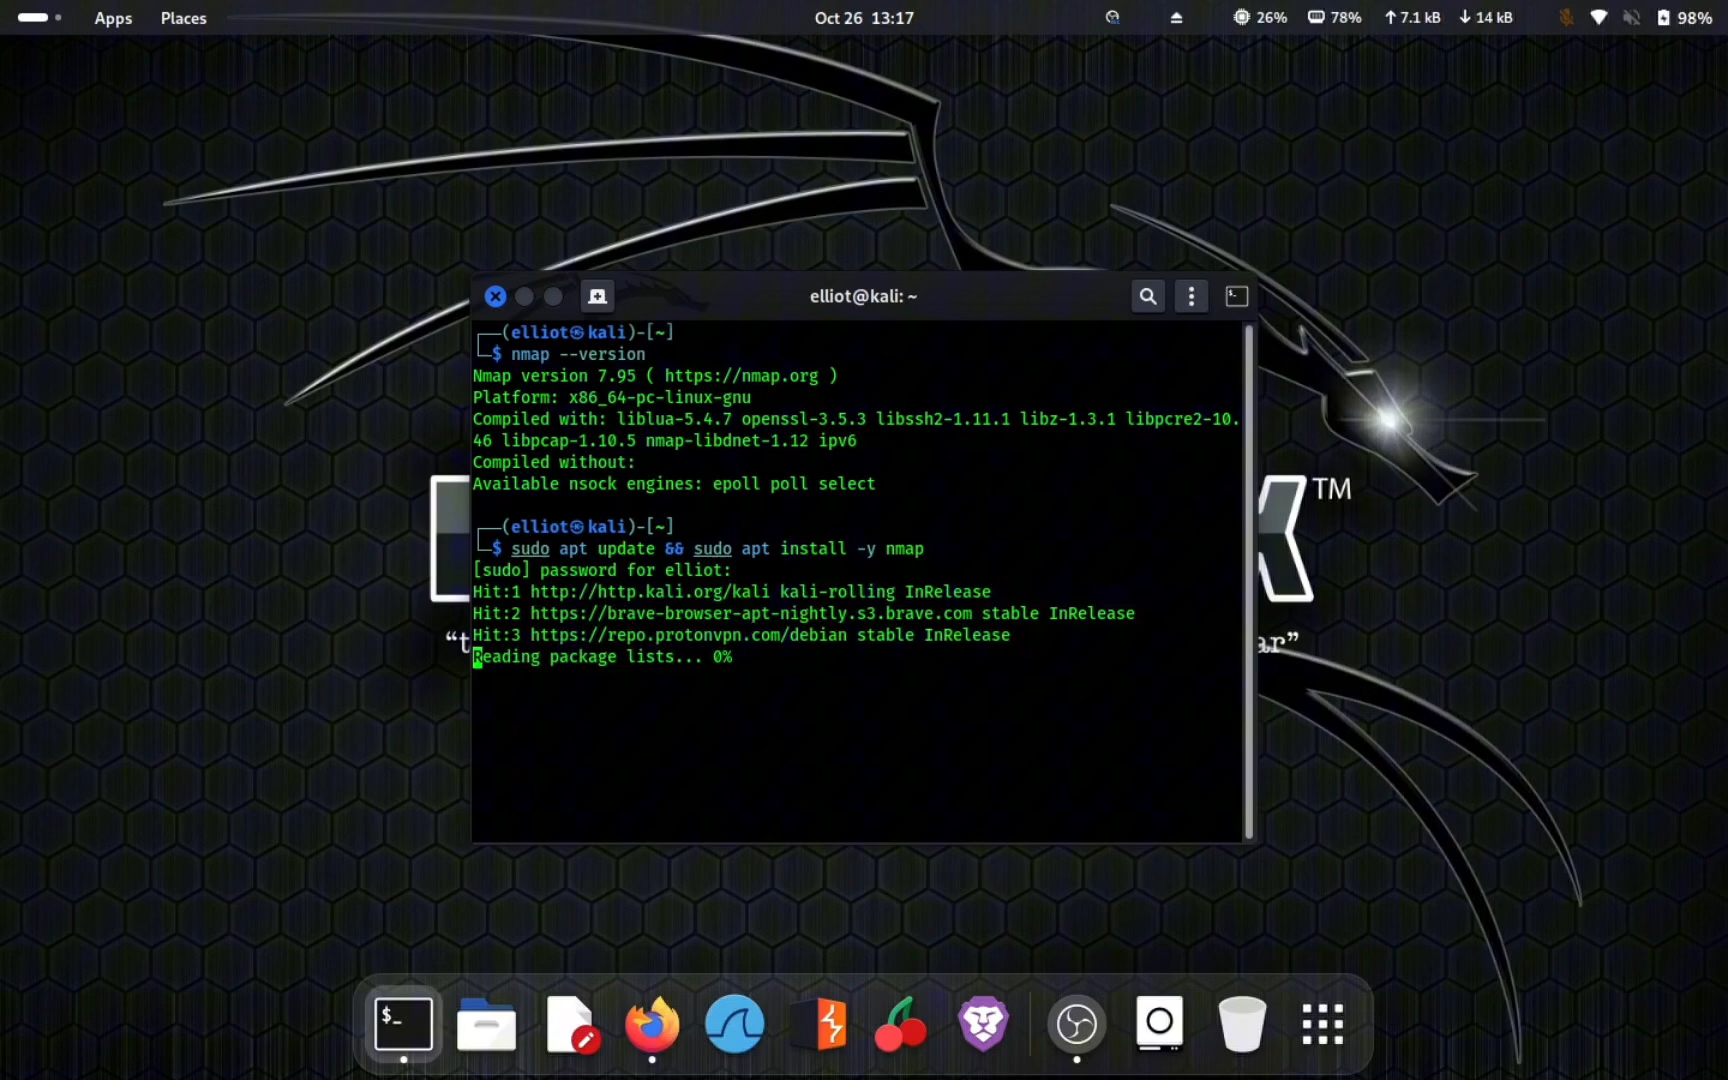 Apps Places Oct 26 13:17 26% 78% ↑ 7.1 kB ↓ 14 kB 98%
elliot@kali: ~
┌──(elliot㉿kali)-[~]
└─$ nmap --version
Nmap version 7.95 ( https://nmap.org )
Platform: x86_64-pc-linux-gnu
Compiled with: liblua-5.4.7 openssl-3.5.3 libssh2-1.11.1 libz-1.3.1 libpcre2-10.
46 libpcap-1.10.5 nmap-libdnet-1.12 ipv6
Compiled without:
Available nsock engines: epoll poll select
┌──(elliot㉿kali)-[~]
└─$ sudo apt update && sudo apt install -y nmap
[sudo] password for elliot:
Hit:1 http://http.kali.org/kali kali-rolling InRelease
Hit:2 https://brave-browser-apt-nightly.s3.brave.com stable InRelease
Hit:3 https://repo.protonvpn.com/debian stable InRelease
Reading package lists... 0%
TM
$_